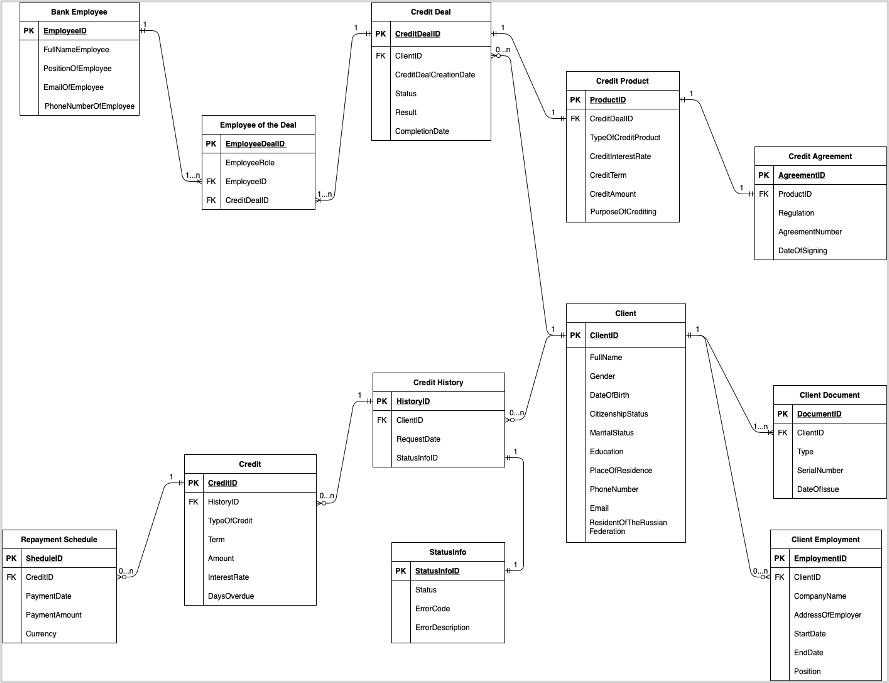 Bank Employee
PK EmployeeID
FullNameEmployee
PositionOfEmployee
EmailOfEmployee
PhoneNumberOfEmployee
1
1...n
Employee of the Deal
PK EmployeeDealID
EmployeeRole
FK EmployeeID
FK CreditDealID
1...n
1
Credit Deal
PK CreditDealID
FK ClientID
CreditDealCreationDate
Status
Result
CompletionDate
1
0...n
1
Credit Product
PK ProductID
FK CreditDealID
TypeOfCreditProduct
CreditInterestRate
CreditTerm
CreditAmount
PurposeOfCrediting
1
1
Credit Agreement
PK AgreementID
FK ProductID
Regulation
AgreementNumber
DateOfSigning
Client
1
PK ClientID
1
FullName
Gender
DateOfBirth
CitizenshipStatus
MaritalStatus
Education
PlaceOfResidence
PhoneNumber
Email
ResidentOfTheRussian
Federation
Client Document
PK DocumentID
1...n
FK ClientID
Type
SerialNumber
DateOfIssue
Client Employment
PK EmploymentID
0...n
FK ClientID
CompanyName
AddressOfEmployer
StartDate
EndDate
Position
Credit History
1
PK HistoryID
FK ClientID
0...n
RequestDate
StatusInfoID
1
StatusInfo
PK StatusInfoID
1
Status
ErrorCode
ErrorDescription
Credit
1
PK CreditID
FK HistoryID
0...n
TypeOfCredit
Term
Amount
InterestRate
DaysOverdue
Repayment Schedule
PK SheduleID
FK CreditID
0...n
PaymentDate
PaymentAmount
Currency